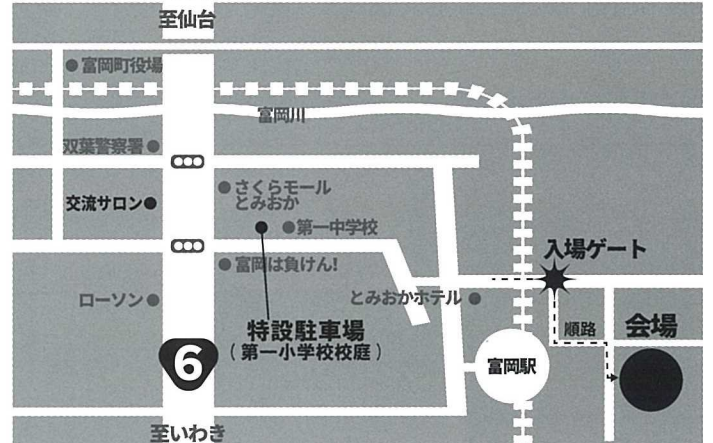 至仙台
富岡町役場
富岡川
双葉警察署
さくらモール
とみおか
交流サロン
第一中学校
入場ゲート
富岡は負けん!
ローソン
とみおかホテル
特設駐車場
(第一小学校校庭)
順路
会場
6
富岡駅
至いわき